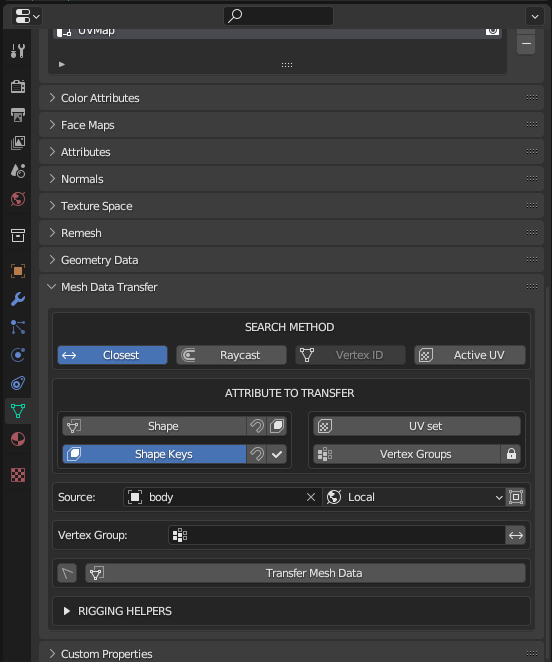 UVMap
Color Attributes
Face Maps
Attributes
Normals
Texture Space
Remesh
Geometry Data
Mesh Data Transfer
SEARCH METHOD
Closest Raycast Vertex ID Active UV
ATTRIBUTE TO TRANSFER
Shape UV set
Shape Keys Vertex Groups
Source: body Local
Vertex Group:
Transfer Mesh Data
RIGGING HELPERS
Custom Properties